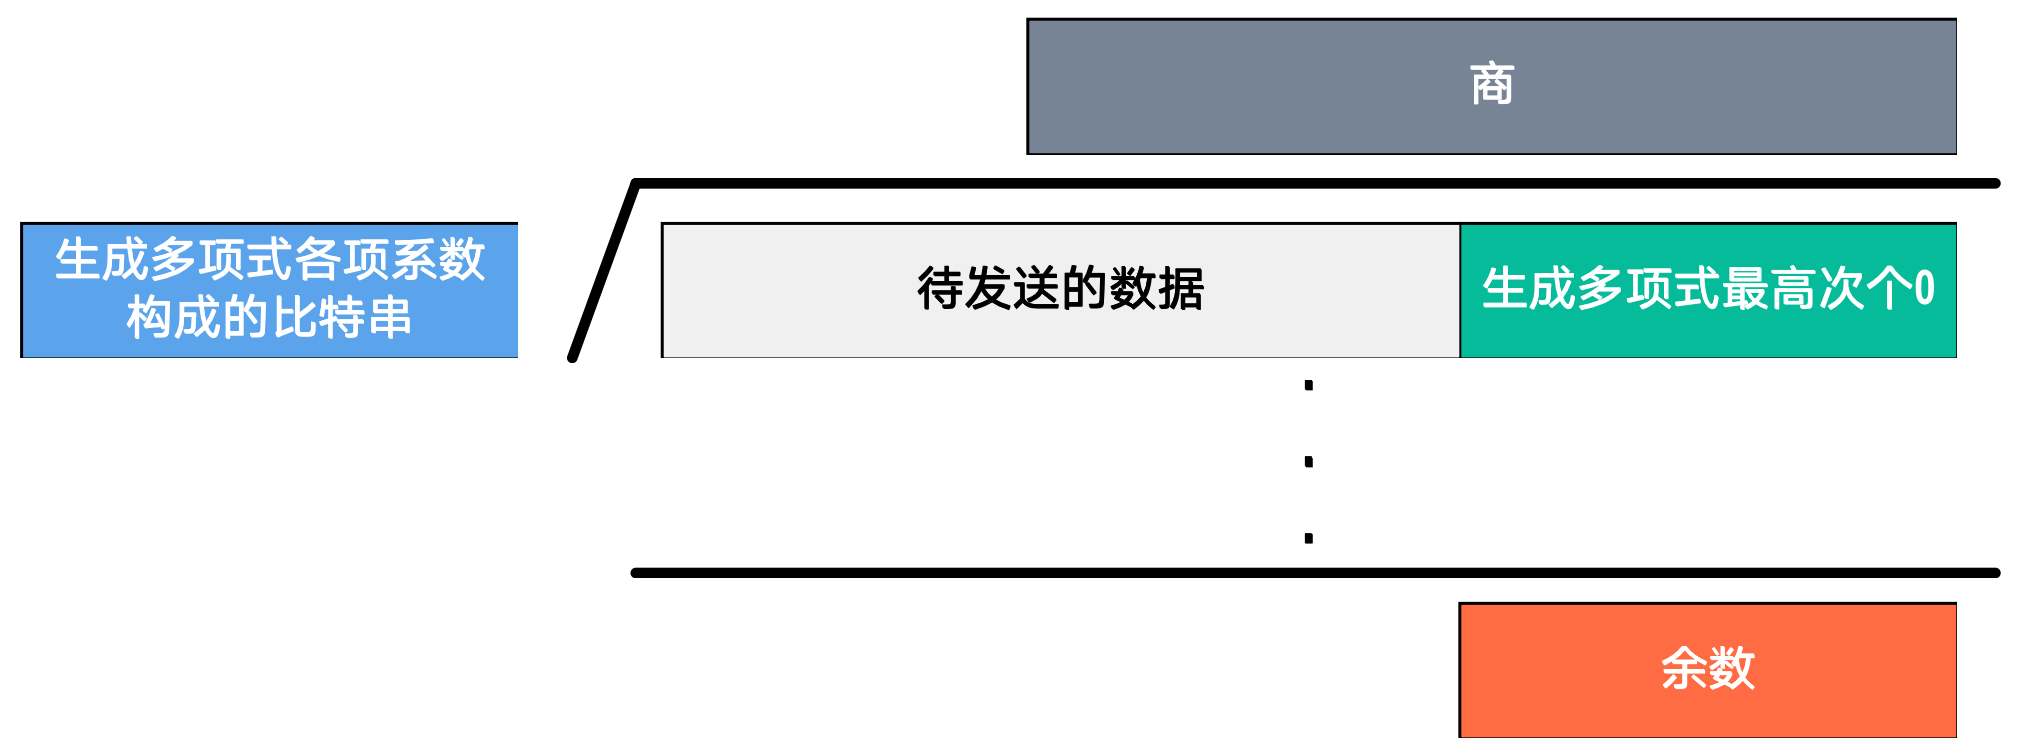 商
生成多项式各项系数
构成的比特串
待发送的数据
生成多项式最高次个0
余数